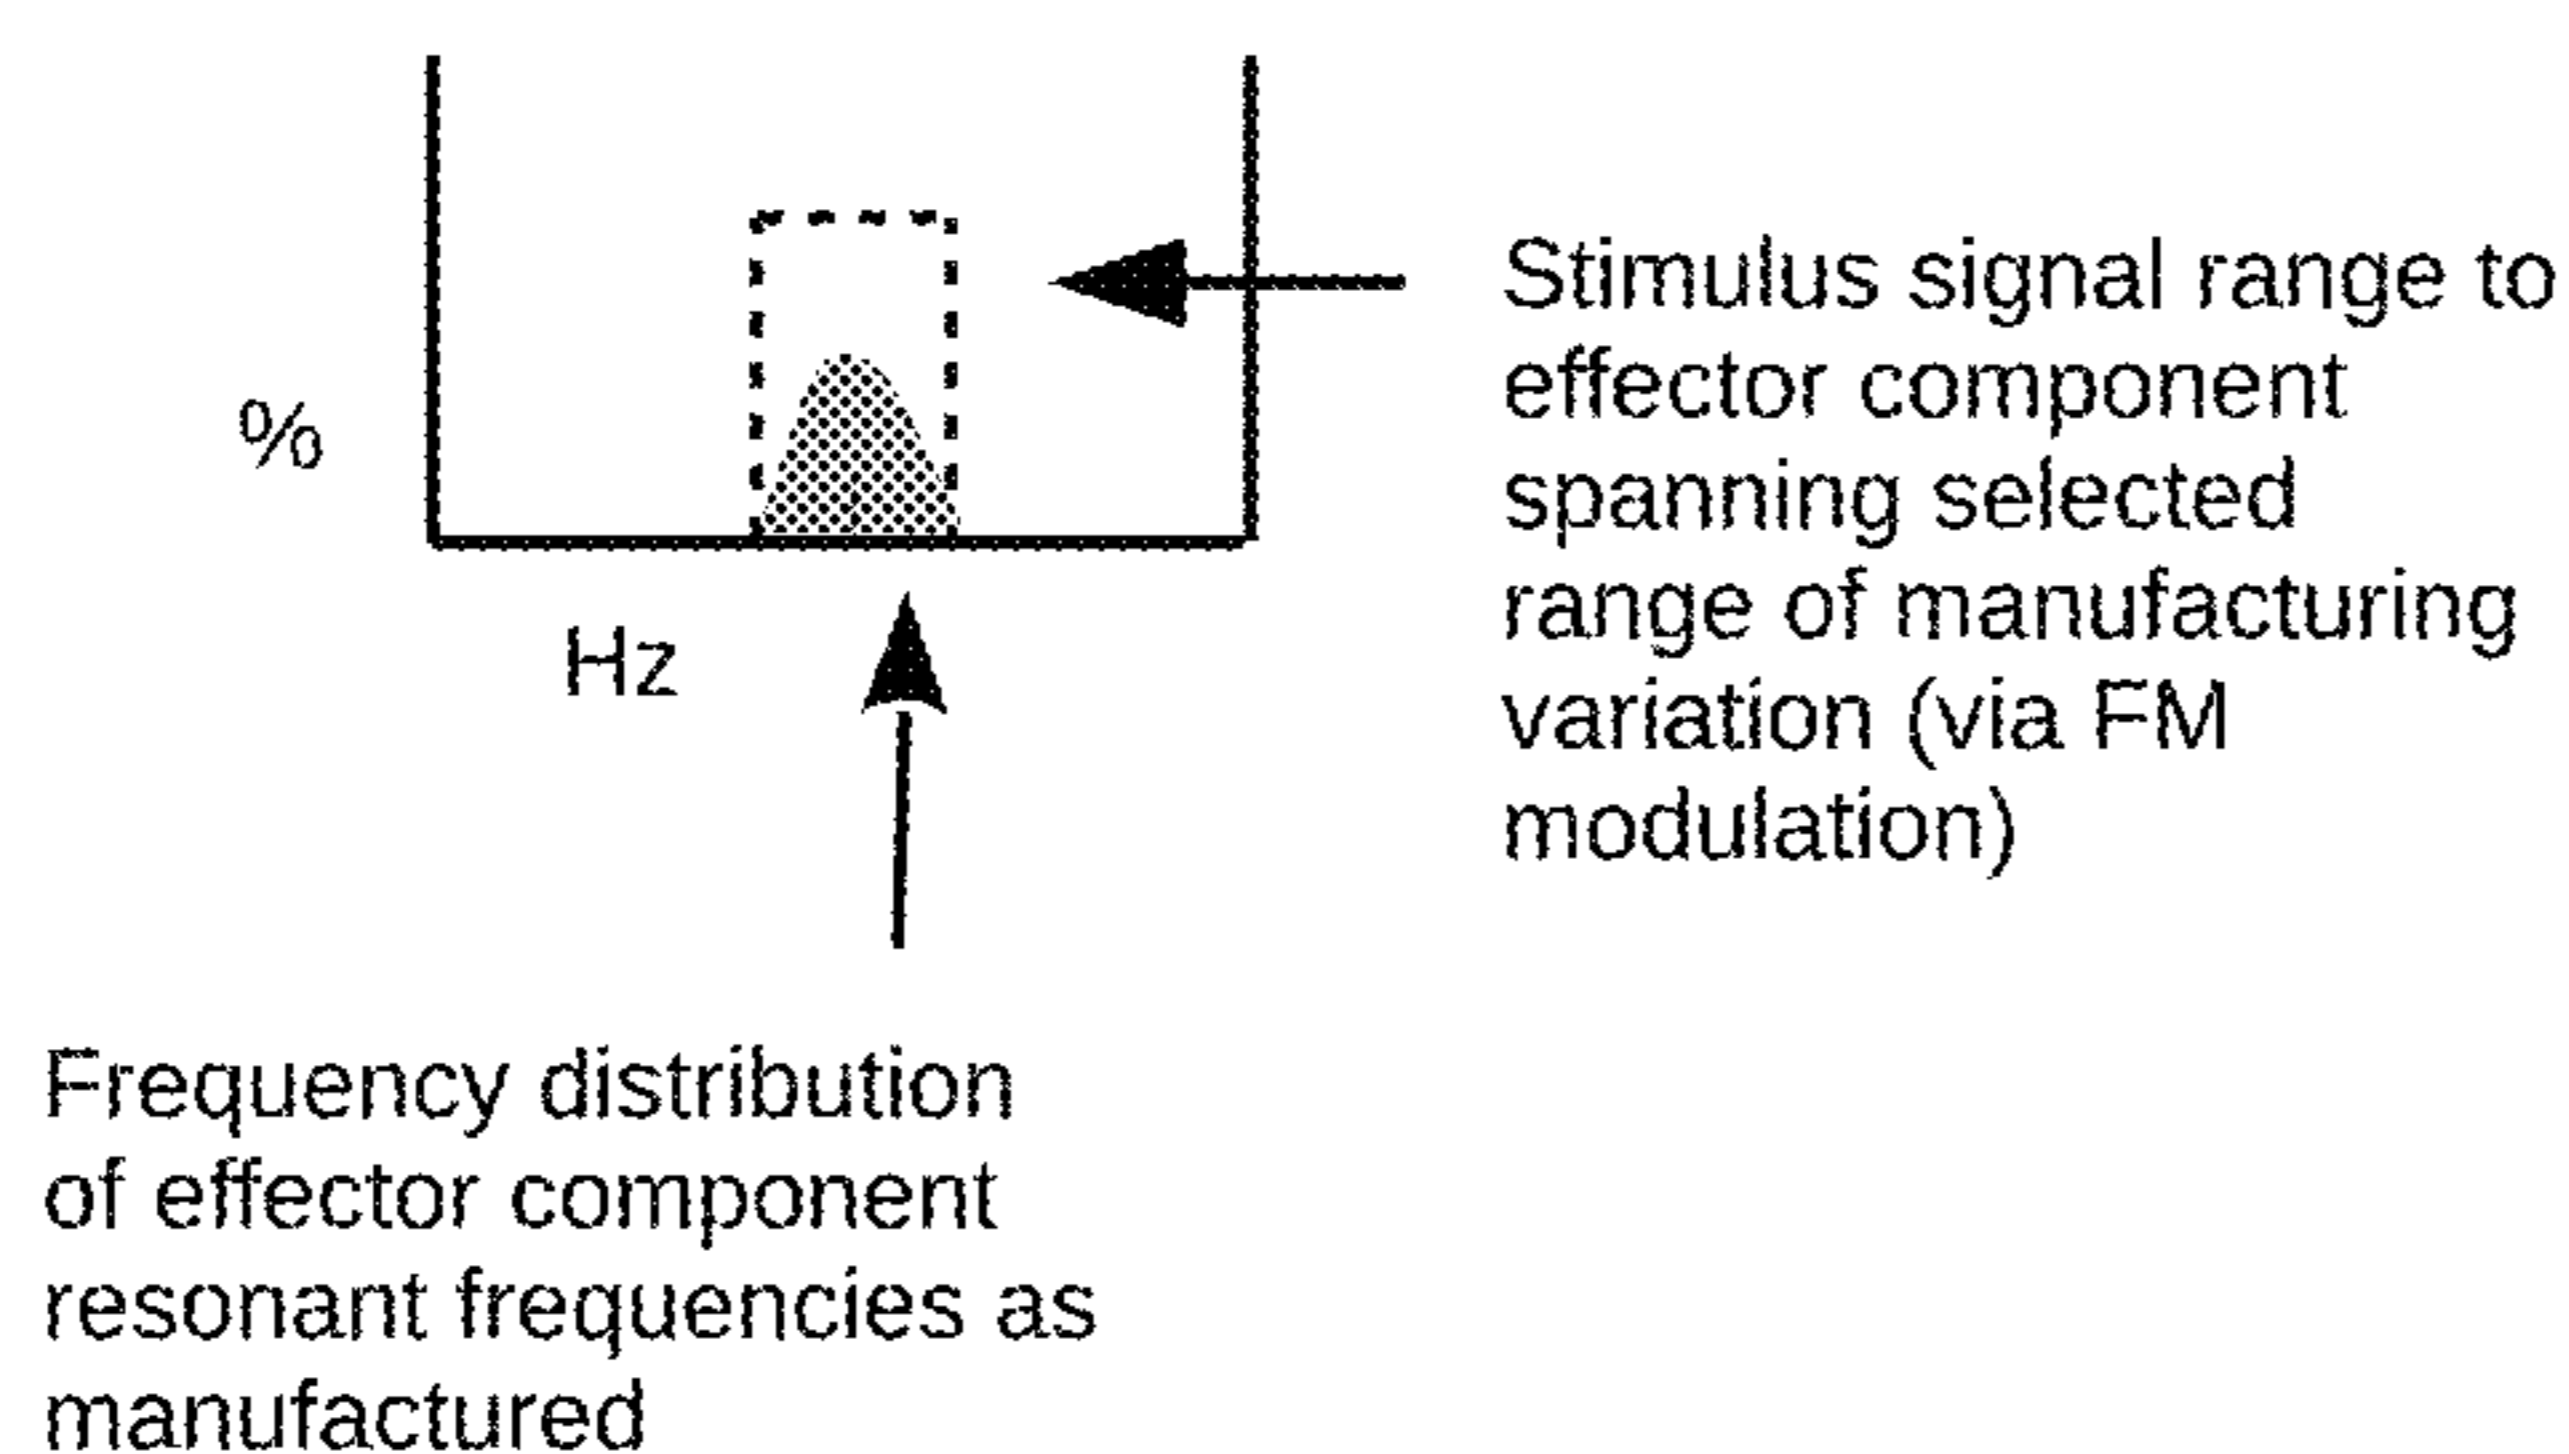 Stimulus signal range to
effector component
spanning selected
range of manufacturing
variation (via FM
modulation)
%
Hz
Frequency distribution
of effector component
resonant frequencies as
manufactured